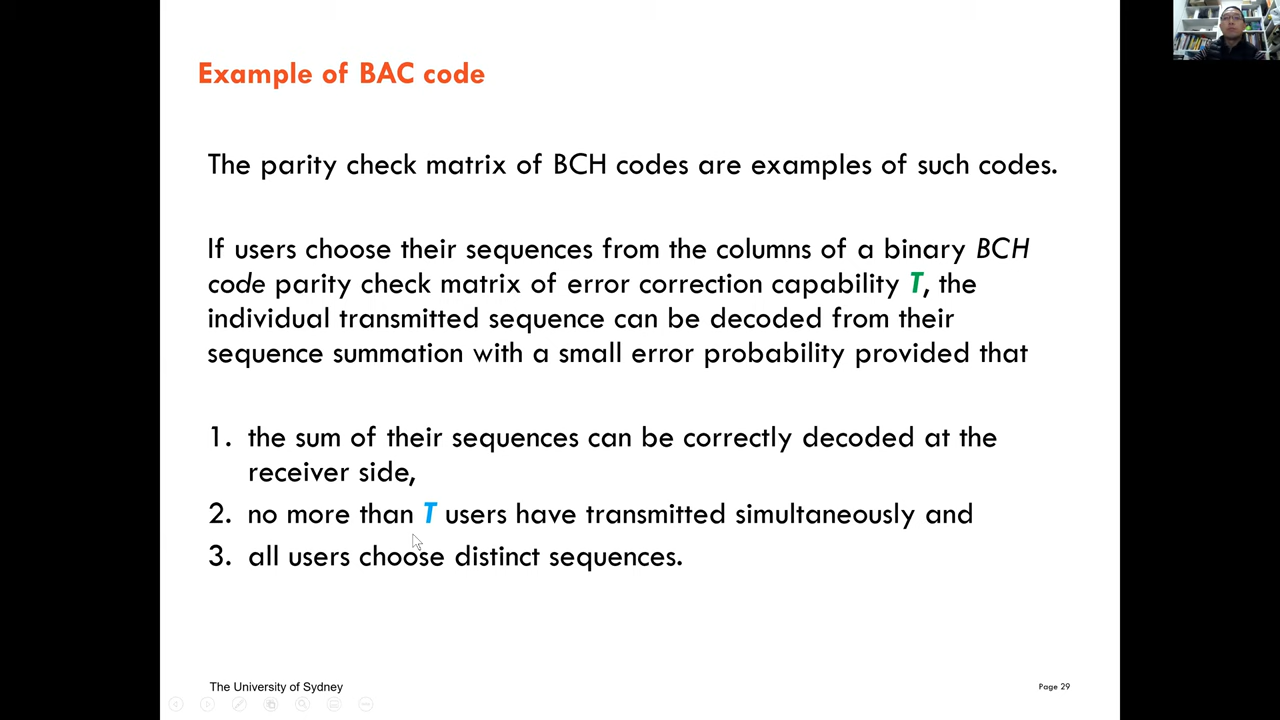 Example of BAC code
The parity check matrix of BCH codes are examples of such codes.
If users choose their sequences from the columns of a binary BCH
code parity check matrix of error correction capability T, the
individual transmitted sequence can be decoded from their
sequence summation with a small error probability provided that
1. the sum of their sequences can be correctly decoded at the
receiver side,
2. no more than T users have transmitted simultaneously and
3. all users choose distinct sequences.
The University of Sydney
Page 29